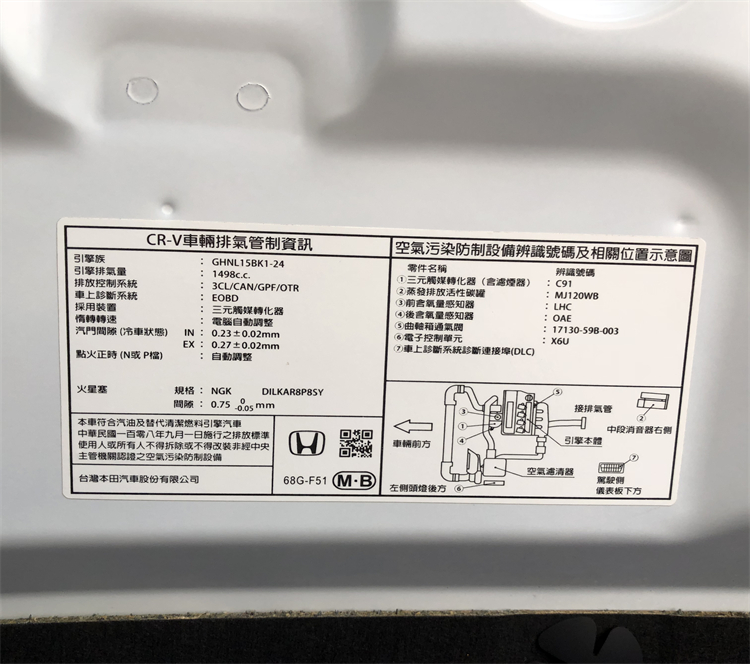 CR-V車輛排氣管制資訊
引擎族 : GHNL15BK1-24
引擎排氣量 : 1498c.c.
排放控制系統 : 3CL/CAN/GPF/OTR
車上診斷系統 : EOBD
採用裝置 : 三元觸媒轉化器
惰轉轉速 : 電腦自動調整
汽門間隙 (冷車狀態) IN : 0.23±0.02mm
EX : 0.27±0.02mm
點火正時 (N或 P檔) : 自動調整
火星塞 規格 : NGK DILKAR8P8SY
間隙 : 0.75 0 -0.05 mm
本車符合汽油及替代清潔燃料引擎汽車
中華民國一百零八年九月一日施行之排放標準
使用人或所有人不得拆除或不得改裝非經中央
主管機關認證之空氣污染防制設備
台灣本田汽車股份有限公司
68G-F51 M·B
空氣污染防制設備辨識號碼及相關位置示意圖
零件名稱 辨識號碼
①三元觸媒轉化器 (含濾煙器) : C91
②蒸發排放活性碳罐 : MJ120WB
③前含氧量感知器 : LHC
④後含氧量感知器 : OAE
⑤曲軸箱通氣閥 : 17130-59B-003
⑥電子控制單元 : X6U
⑦車上診斷系統診斷連接埠(DLC)
車輛前方
① ③ ④ ⑤
接排氣管
引擎本體
空氣濾清器
左側頭燈後方 ⑥
②
中段消音器右側
⑦
駕駛側
儀表板下方